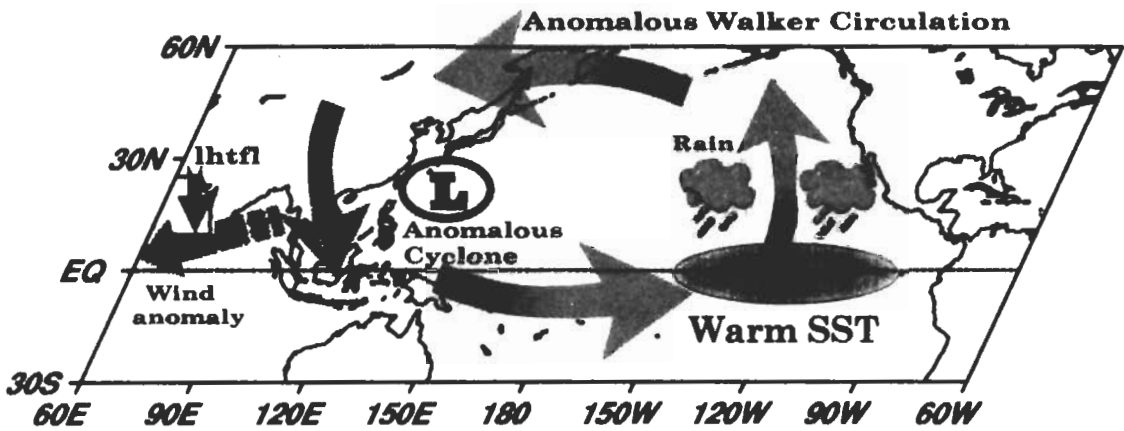 Anomalous Walker Circulation
60N
30N
lhtfl
Rain
L
Anomalous
Cyclone
EQ
Wind
anomaly
Warm SST
30S
60E 90E 120E 150E 180 150W 120W 90W 60W